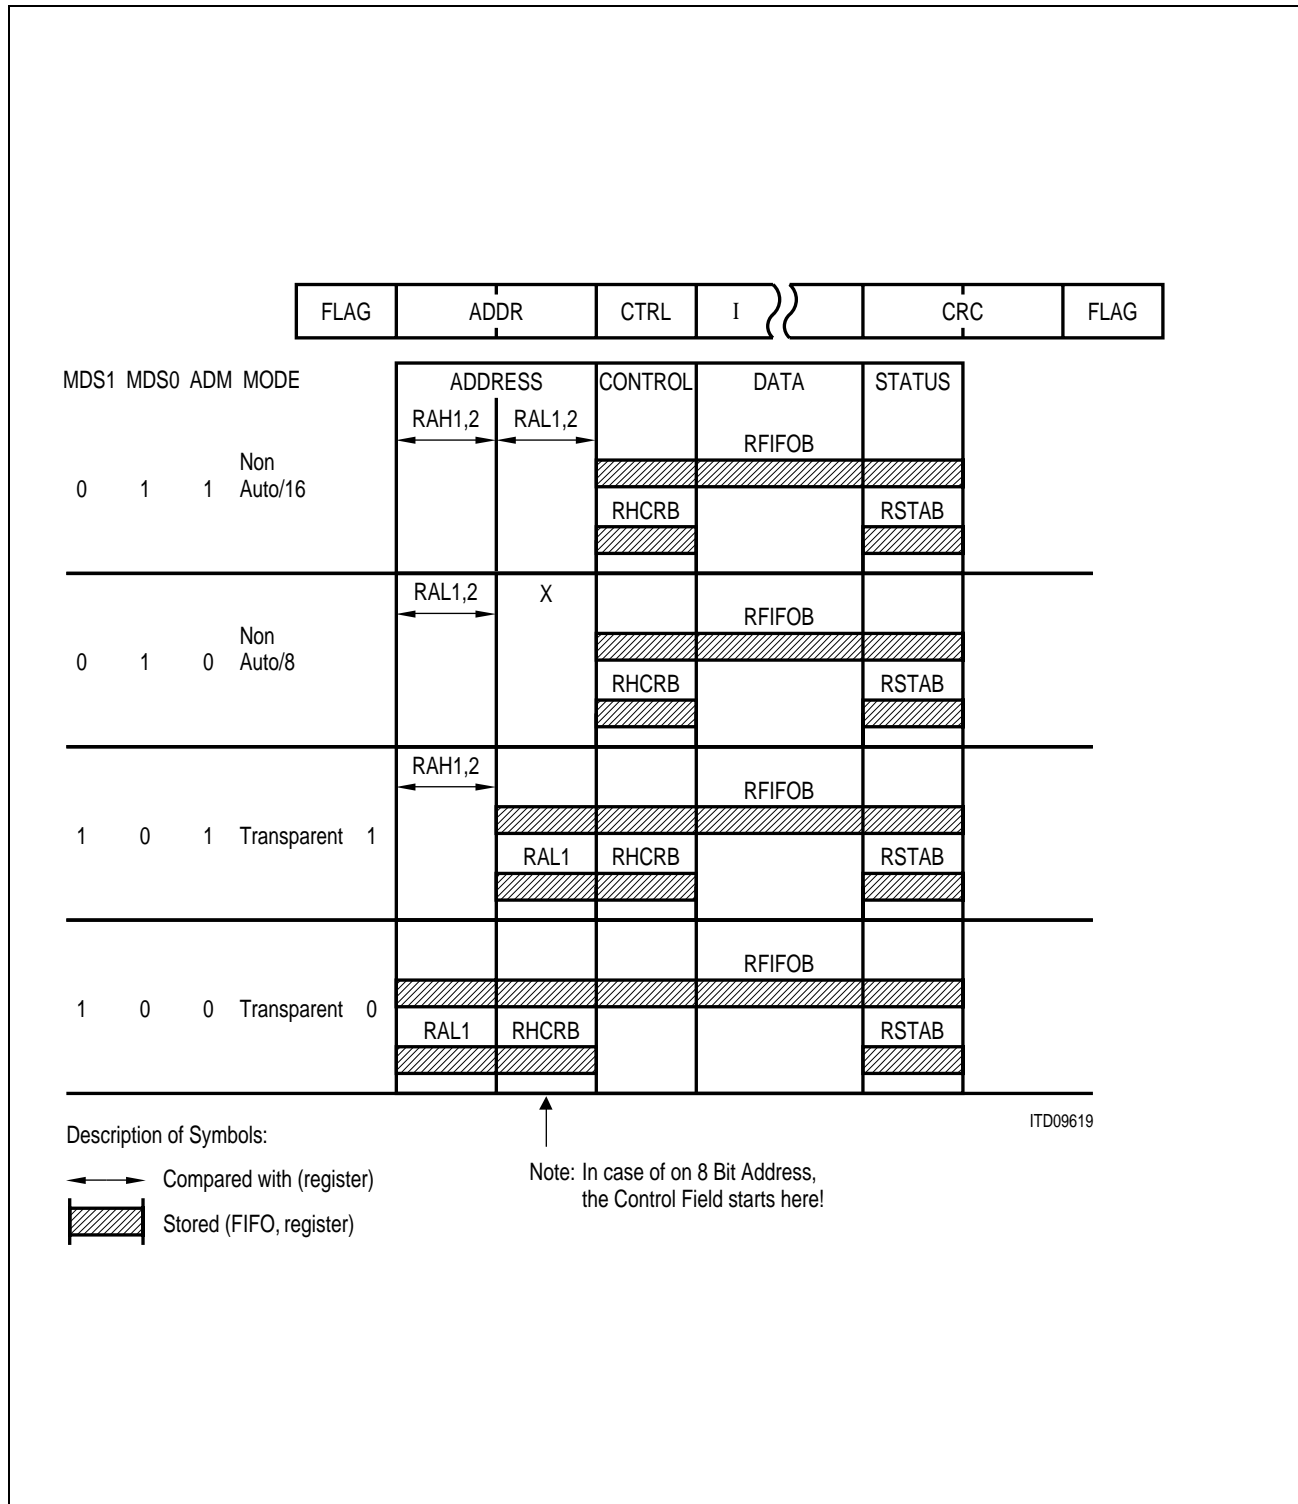 FLAG ADDR CTRL I CRC FLAG
MDS1 MDS0 ADM MODE ADDRESS CONTROL DATA STATUS
RAH1,2 RAL1,2
RFIFOB
Non
0 1 1 Auto/16
RHCRB RSTAB
RAL1,2 X
RFIFOB
Non
0 1 0 Auto/8
RHCRB RSTAB
RAH1,2
RFIFOB
1 0 1 Transparent 1
RAL1 RHCRB RSTAB
RFIFOB
1 0 0 Transparent 0
RAL1 RHCRB RSTAB
ITD09619
Description of Symbols:
Compared with (register)
Stored (FIFO, register)
Note: In case of on 8 Bit Address,
the Control Field starts here!